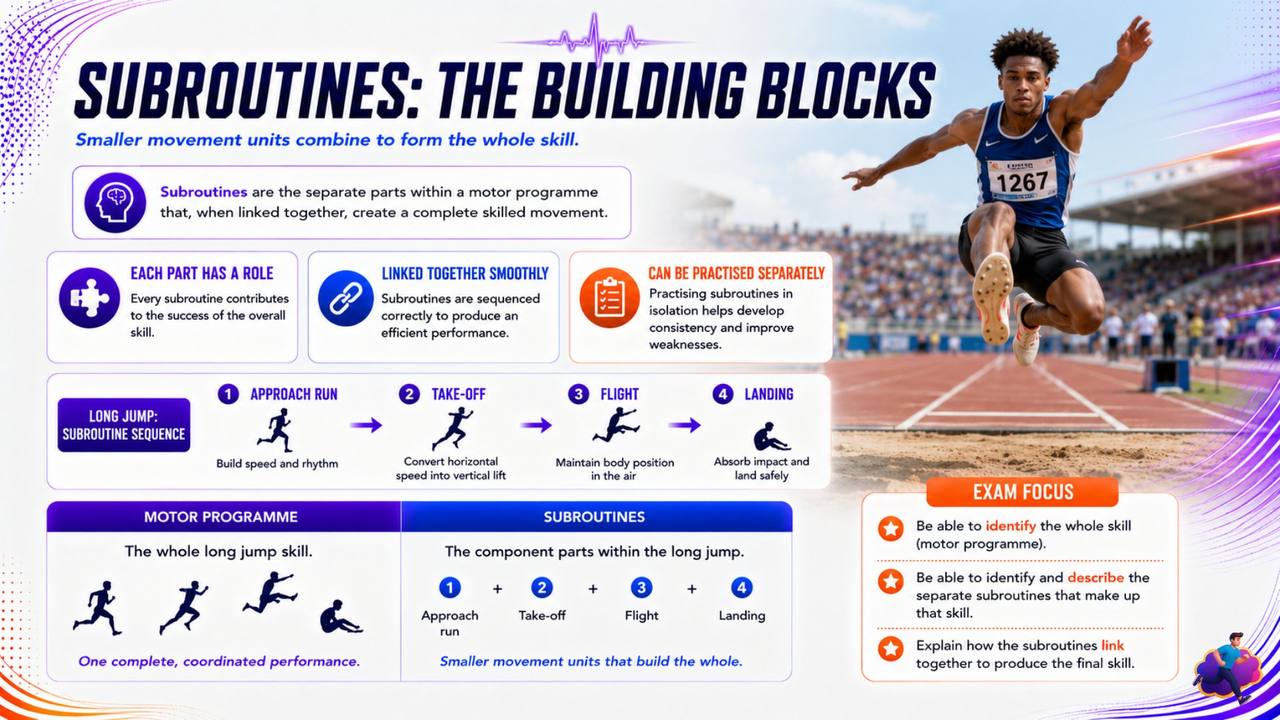 SUBROUTINES: THE BUILDING BLOCKS
Smaller movement units combine to form the whole skill.
Subroutines are the separate parts within a motor programme
that, when linked together, create a complete skilled movement.
EACH PART HAS A ROLE
Every subroutine contributes
to the success of the overall
skill.
LINKED TOGETHER SMOOTHLY
Subroutines are sequenced
correctly to produce an
efficient performance.
CAN BE PRACTISED SEPARATELY
Practising subroutines in
isolation helps develop
consistency and improve
weaknesses.
1267
LONG JUMP:
SUBROUTINE SEQUENCE
1 APPROACH RUN
Build speed and rhythm
2 TAKE-OFF
Convert horizontal
speed into vertical lift
3 FLIGHT
Maintain body position
in the air
4 LANDING
Absorb impact and
land safely
MOTOR PROGRAMME
The whole long jump skill.
One complete, coordinated performance.
SUBROUTINES
The component parts within the long jump.
1 + 2 + 3 + 4
Approach run
Take-off
Flight
Landing
Smaller movement units that build the whole.
EXAM FOCUS
Be able to identify the whole skill
(motor programme).
Be able to identify and describe the
separate subroutines that make up
that skill.
Explain how the subroutines link
together to produce the final skill.